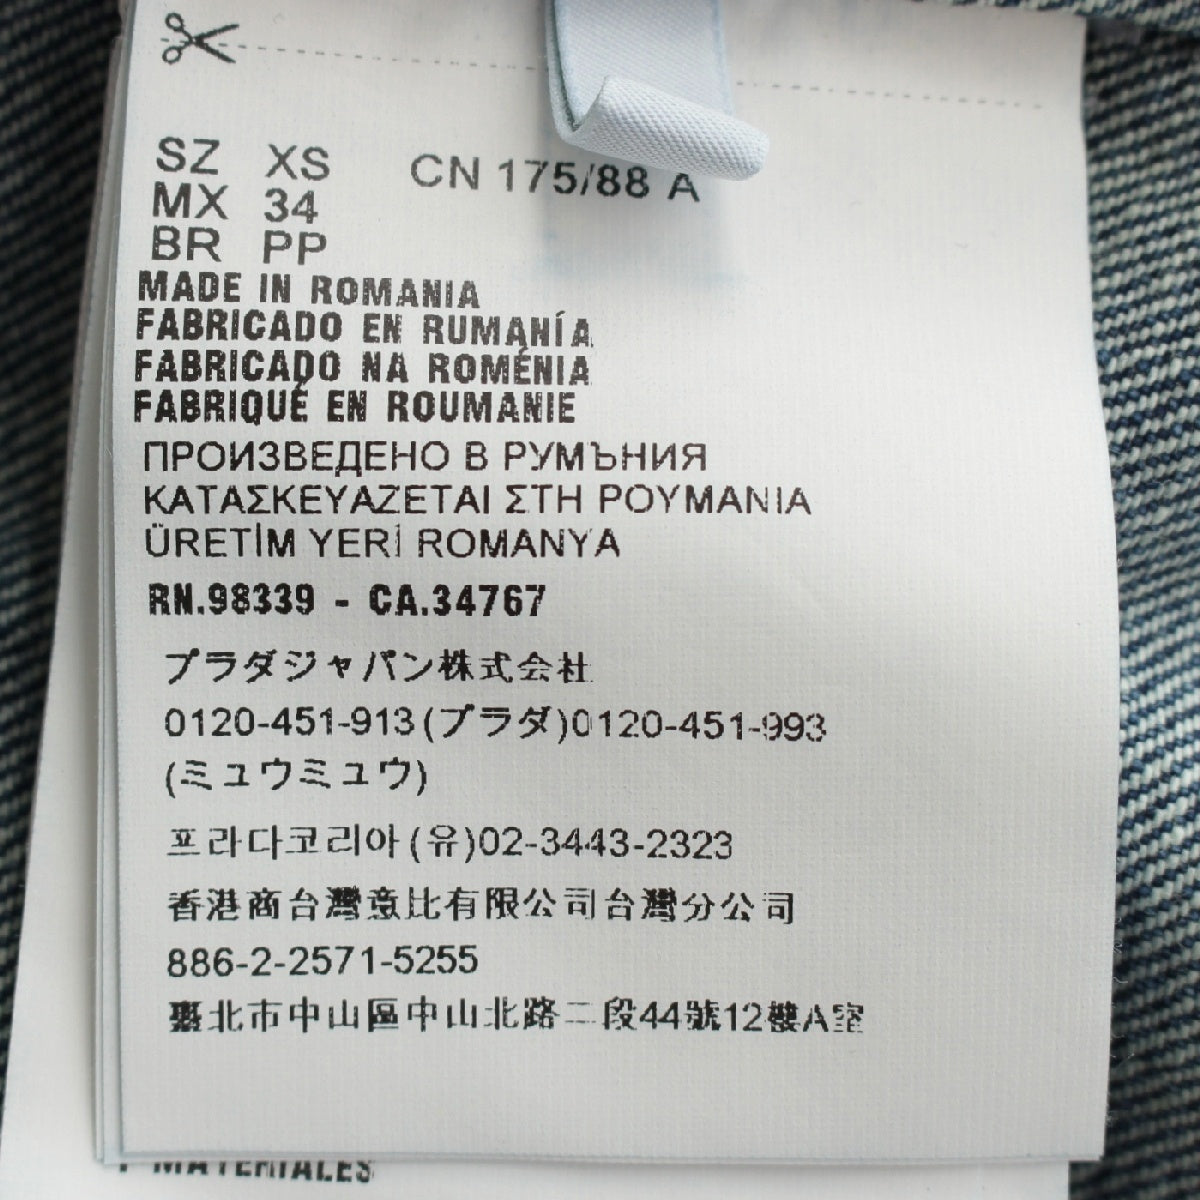 SZ XS CN 175/88 A
MX 34
BR PP
MADE IN ROMANIA
FABRICADO EN RUMANÍA
FABRICADO NA ROMÉNIA
FABRIQUÉ EN ROUMANIE
ПРОИЗВЕДЕНО В РУМЪНИЯ
ΚΑΤΑΣΚΕΥΑΖΕΤΑΙ ΣΤΗ ΡΟΥΜΑΝΙΑ
ÜRETİM YERİ ROMANYA
RN.98339 - CA.34767
プラダジャパン株式会社
0120-451-913(プラダ)0120-451-993
(ミュウミュウ)
프라다코리아(유)02-3443-2323
香港商台灣意比有限公司台灣分公司
886-2-2571-5255
臺北市中山區中山北路二段44號12樓A室
MATERIALES